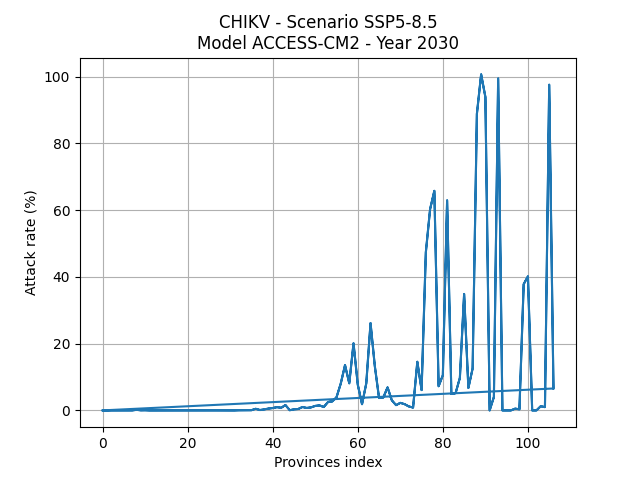 CHIKV - Scenario SSP5-8.5
Model ACCESS-CM2 - Year 2030
Attack rate (%)
100
80
60
40
20
0
0 20 40 60 80 100
Provinces index